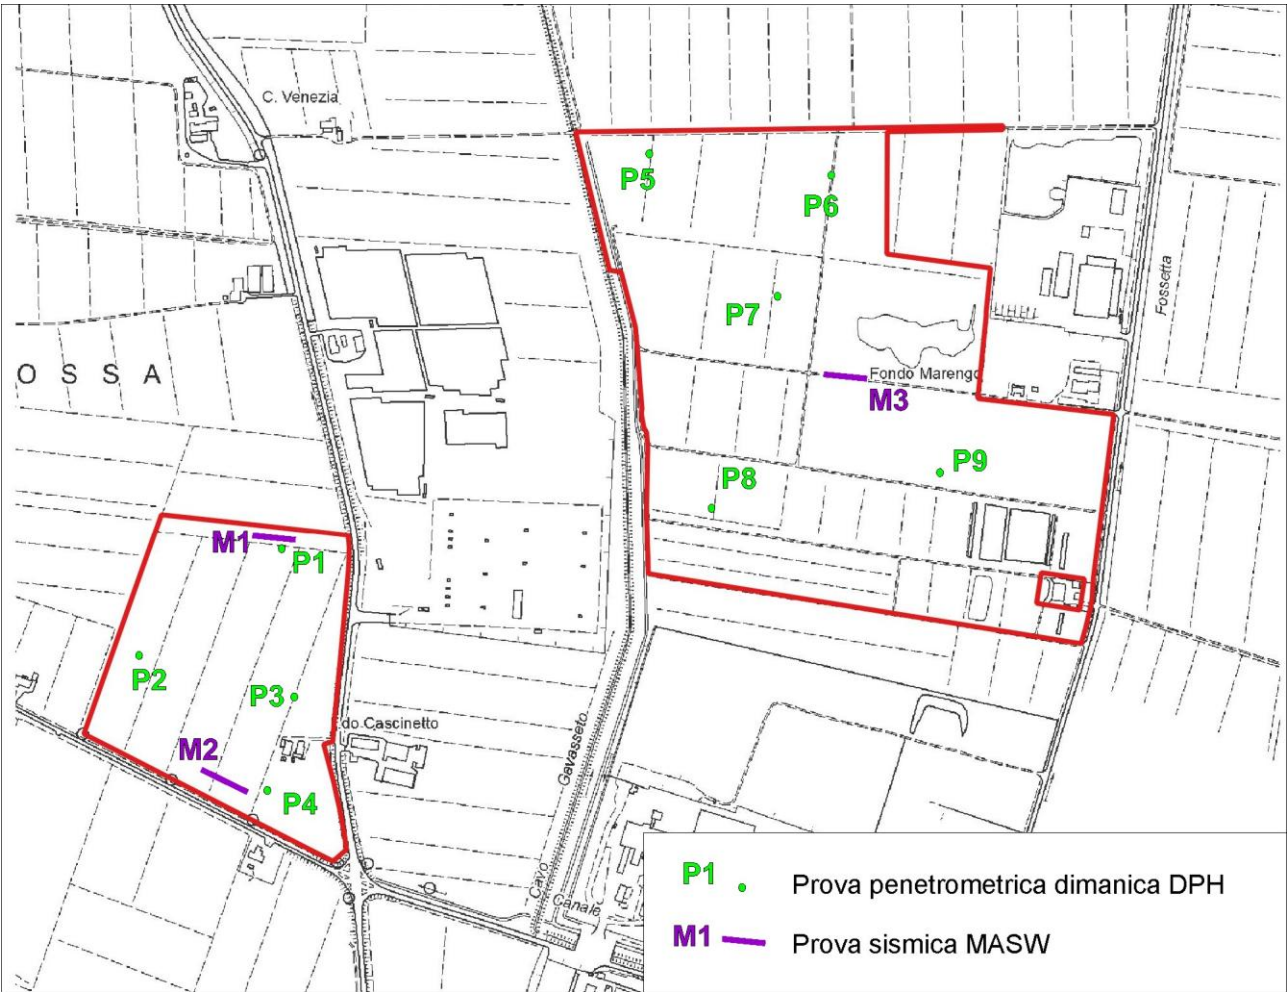 C. Venezia
P5
P6
Fossetta
P7
O S S A
Fondo Marengo
M3
P9
P8
M1
P1
P2
P3
do Cascinetto
M2
P4
Cavo Gavasseto
Canale
P1 Prova penetrometrica dimanica DPH
M1 Prova sismica MASW